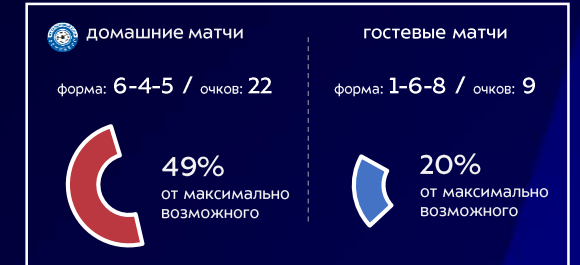 домашние матчи
форма: 6-4-5 / очков: 22
49%
от максимально
возможного
гостевые матчи
форма: 1-6-8 / очков: 9
20%
от максимально
возможного